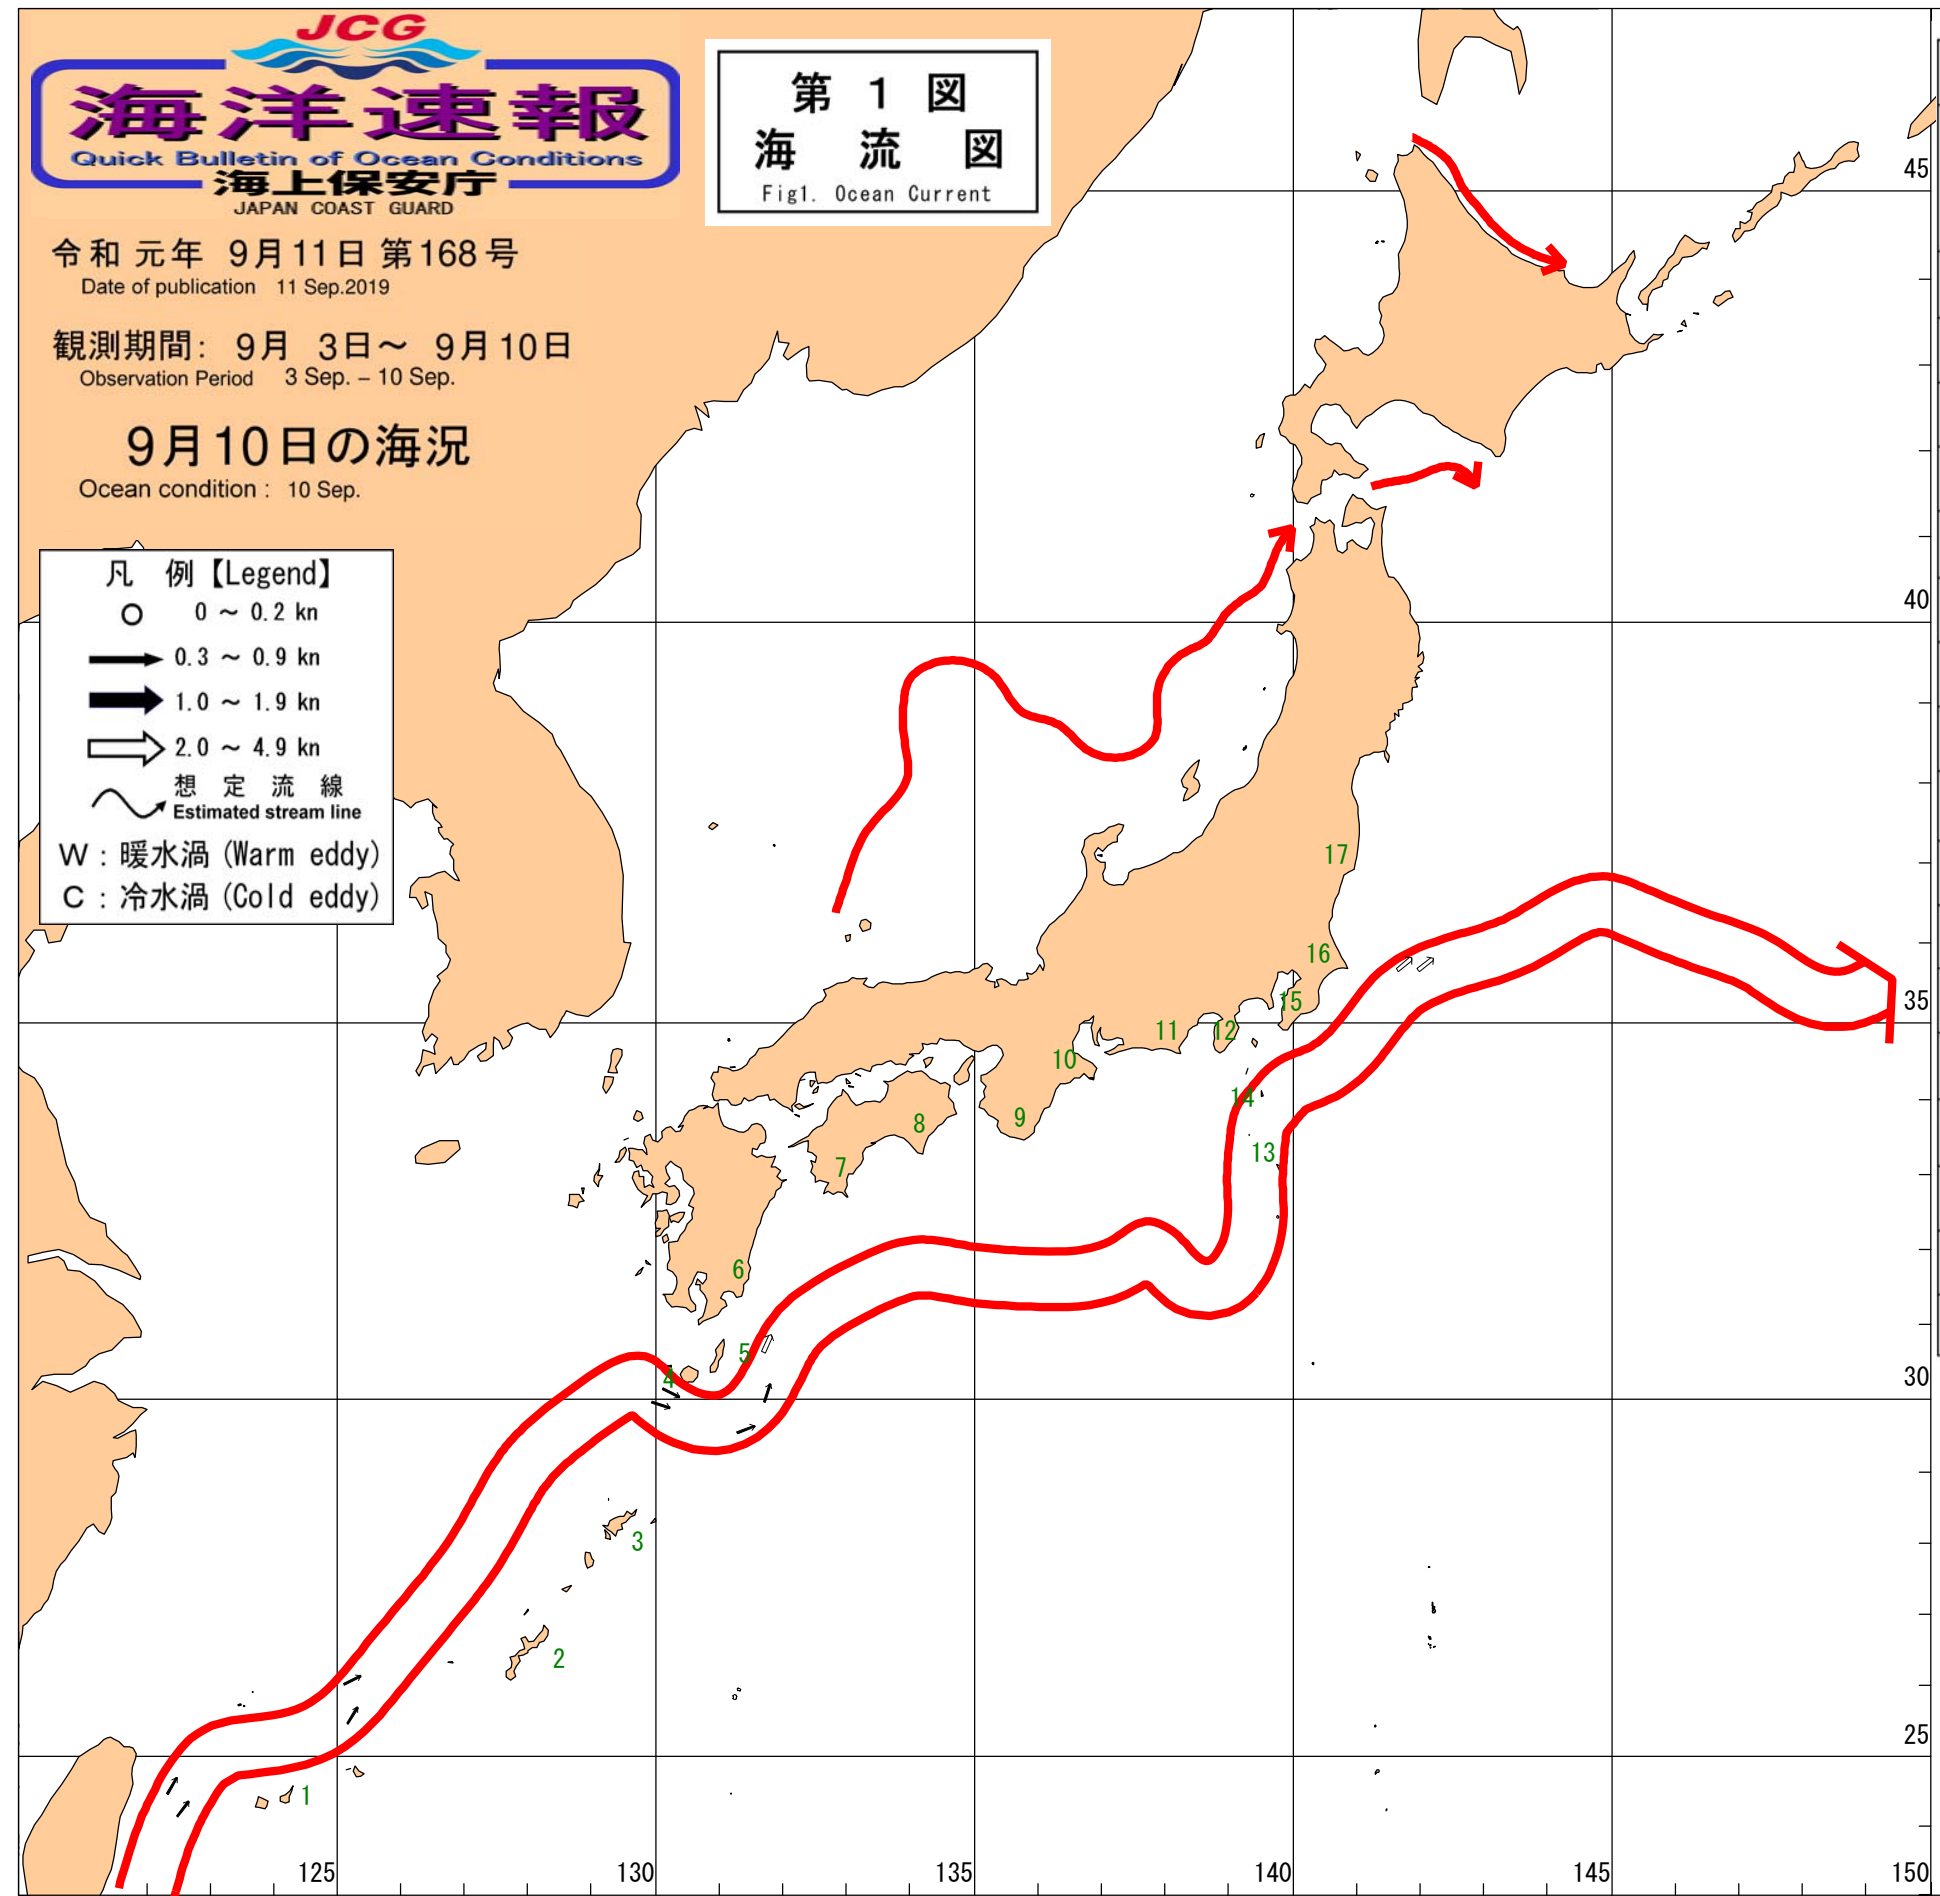 JCG
海洋速報
Quick Bulletin of Ocean Conditions
海上保安庁
JAPAN COAST GUARD
第 1 図
海 流 図
Fig1. Ocean Current
令和 元年 9月11日 第168号
Date of publication 11 Sep.2019
観測期間: 9月 3日～ 9月10日
Observation Period 3 Sep. – 10 Sep.
9月10日の海況
Ocean condition : 10 Sep.
凡 例【Legend】
0 ～ 0.2 kn
0.3 ～ 0.9 kn
1.0 ～ 1.9 kn
2.0 ～ 4.9 kn
想 定 流 線
Estimated stream line
W : 暖水渦 (Warm eddy)
C : 冷水渦 (Cold eddy)
45
40
17
16
35
15
12
11
10
14
9
8
13
7
6
5
4
30
3
2
25
1
125
130
135
140
145
150